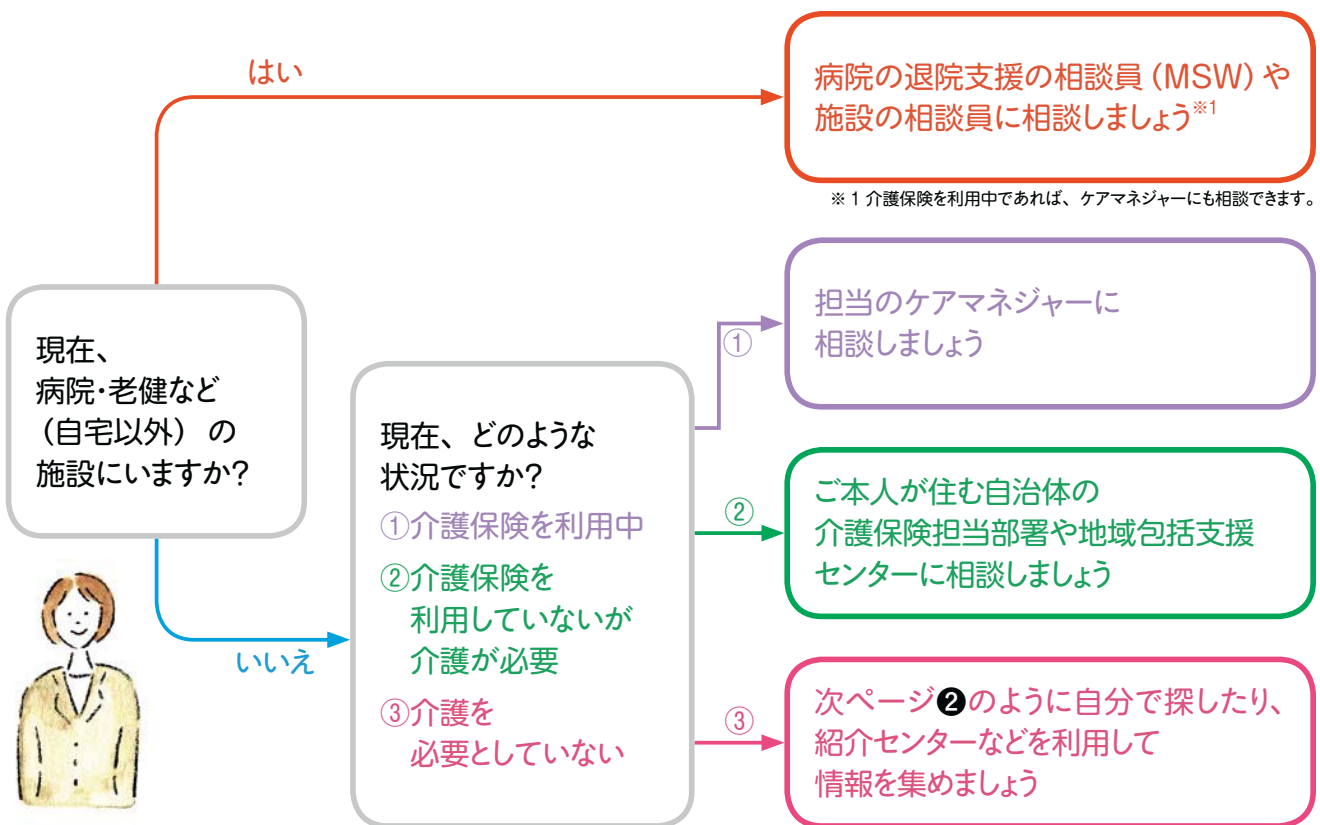 はい
病院の退院支援の相談員（MSW）や
施設の相談員に相談しましょう※1
※1 介護保険を利用中であれば、ケアマネジャーにも相談できます。
現在、
病院・老健など
（自宅以外）の
施設にいますか？
いいえ
現在、どのような
状況ですか？
①介護保険を利用中
②介護保険を
利用していないが
介護が必要
③介護を
必要としていない
①
担当のケアマネジャーに
相談しましょう
②
ご本人が住む自治体の
介護保険担当部署や地域包括支援
センターに相談しましょう
③
次ページ❷のように自分で探したり、
紹介センターなどを利用して
情報を集めましょう